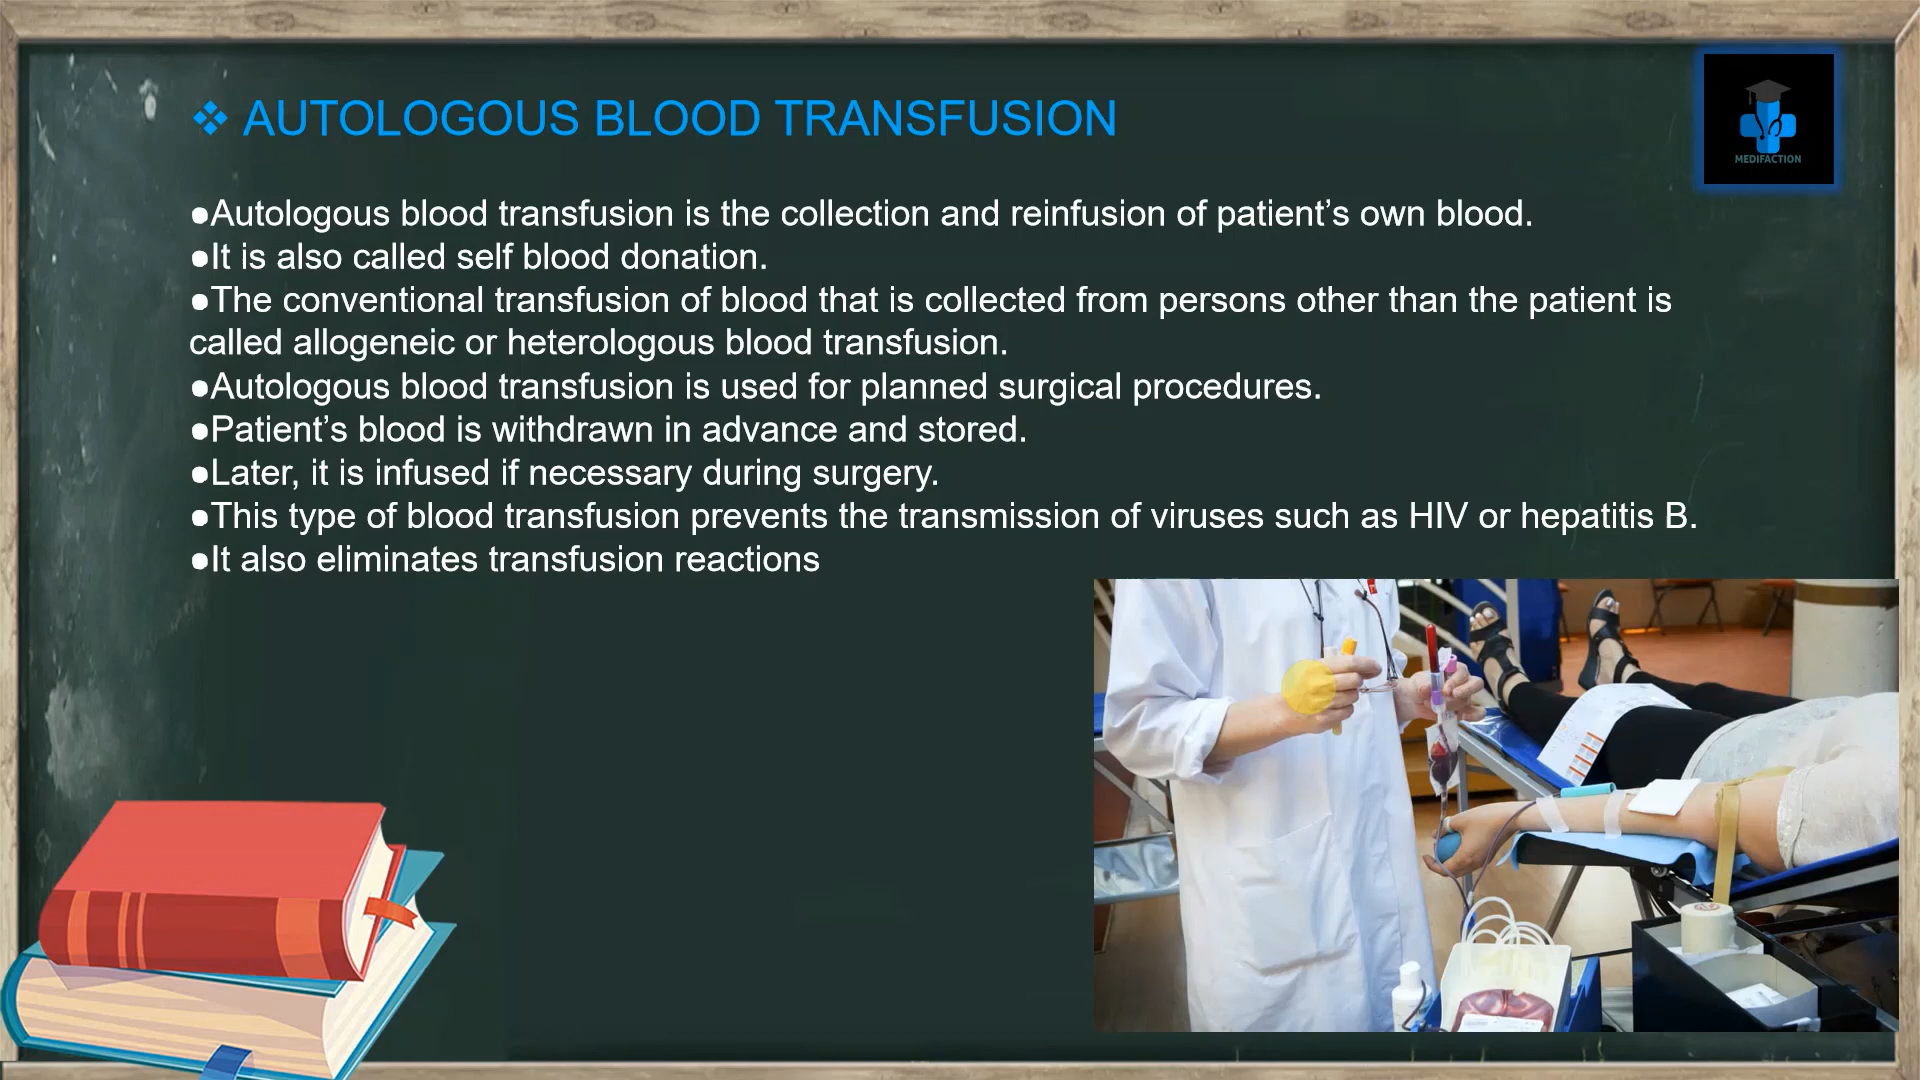 ❖ AUTOLOGOUS BLOOD TRANSFUSION
MEDIFACTION
●Autologous blood transfusion is the collection and reinfusion of patient’s own blood.
●It is also called self blood donation.
●The conventional transfusion of blood that is collected from persons other than the patient is
called allogeneic or heterologous blood transfusion.
●Autologous blood transfusion is used for planned surgical procedures.
●Patient’s blood is withdrawn in advance and stored.
●Later, it is infused if necessary during surgery.
●This type of blood transfusion prevents the transmission of viruses such as HIV or hepatitis B.
●It also eliminates transfusion reactions